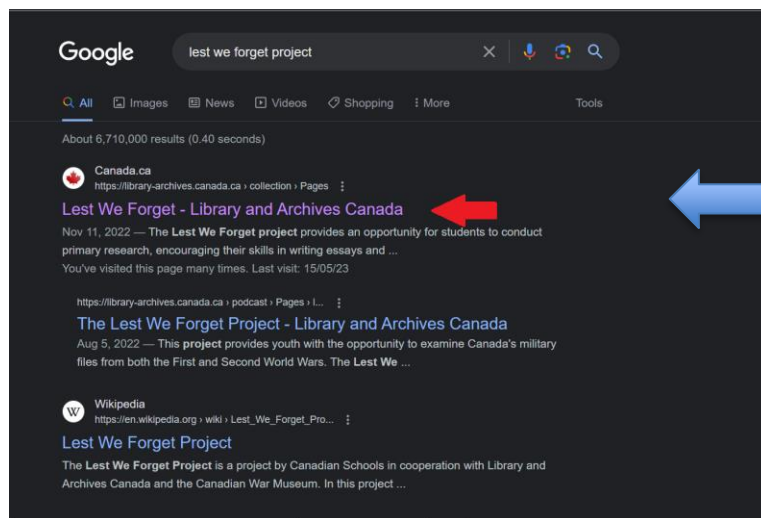 Google
lest we forget project
All Images News Videos Shopping More Tools
About 6,710,000 results (0.40 seconds)
Canada.ca
https://library-archives.canada.ca › collection › Pages
Lest We Forget - Library and Archives Canada
Nov 11, 2022 — The Lest We Forget project provides an opportunity for students to conduct
primary research, encouraging their skills in writing essays and ...
You've visited this page many times. Last visit: 15/05/23
https://library-archives.canada.ca › podcast › Pages › l...
The Lest We Forget Project - Library and Archives Canada
Aug 5, 2022 — This project provides youth with the opportunity to examine Canada's military
files from both the First and Second World Wars. The Lest We ...
W
Wikipedia
https://en.wikipedia.org › wiki › Lest_We_Forget_Pro...
Lest We Forget Project
The Lest We Forget Project is a project by Canadian Schools in cooperation with Library and
Archives Canada and the Canadian War Museum. In this project ...